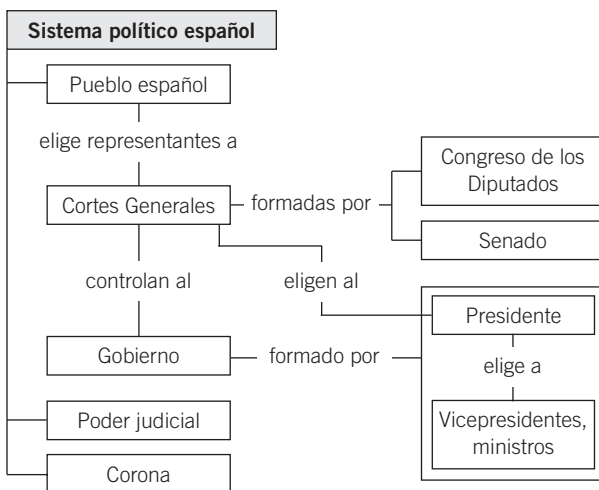 Sistema político español
Pueblo español
elige representantes a
Cortes Generales
formadas por
Congreso de los
Diputados
Senado
controlan al
eligen al
Gobierno
formado por
Presidente
elige a
Vicepresidentes,
ministros
Poder judicial
Corona